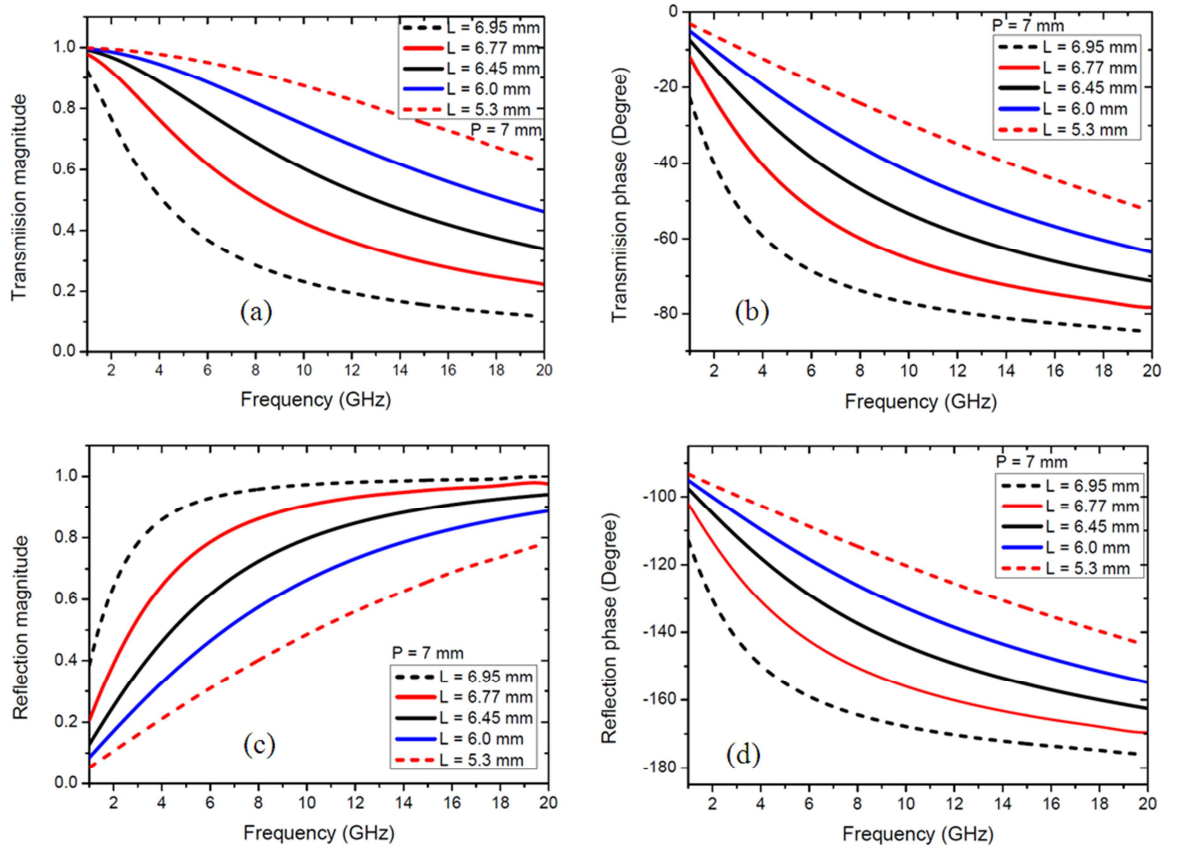 Transmiision magnitude
1.0
0.8
0.6
0.4
0.2
0.0
L = 6.95 mm
L = 6.77 mm
L = 6.45 mm
L = 6.0 mm
L = 5.3 mm
P = 7 mm
(a)
2 4 6 8 10 12 14 16 18 20
Frequency (GHz)
Transmiision phase (Degree)
0
-20
-40
-60
-80
P = 7 mm
L = 6.95 mm
L = 6.77 mm
L = 6.45 mm
L = 6.0 mm
L = 5.3 mm
(b)
2 4 6 8 10 12 14 16 18 20
Frequency (GHz)
Reflection magnitude
1.0
0.8
0.6
0.4
0.2
0.0
P = 7 mm
L = 6.95 mm
L = 6.77 mm
L = 6.45 mm
L = 6.0 mm
L = 5.3 mm
(c)
2 4 6 8 10 12 14 16 18 20
Frequency (GHz)
Reflection phase (Degree)
-100
-120
-140
-160
-180
P = 7 mm
L = 6.95 mm
L = 6.77 mm
L = 6.45 mm
L = 6.0 mm
L = 5.3 mm
(d)
2 4 6 8 10 12 14 16 18 20
Frequency (GHz)